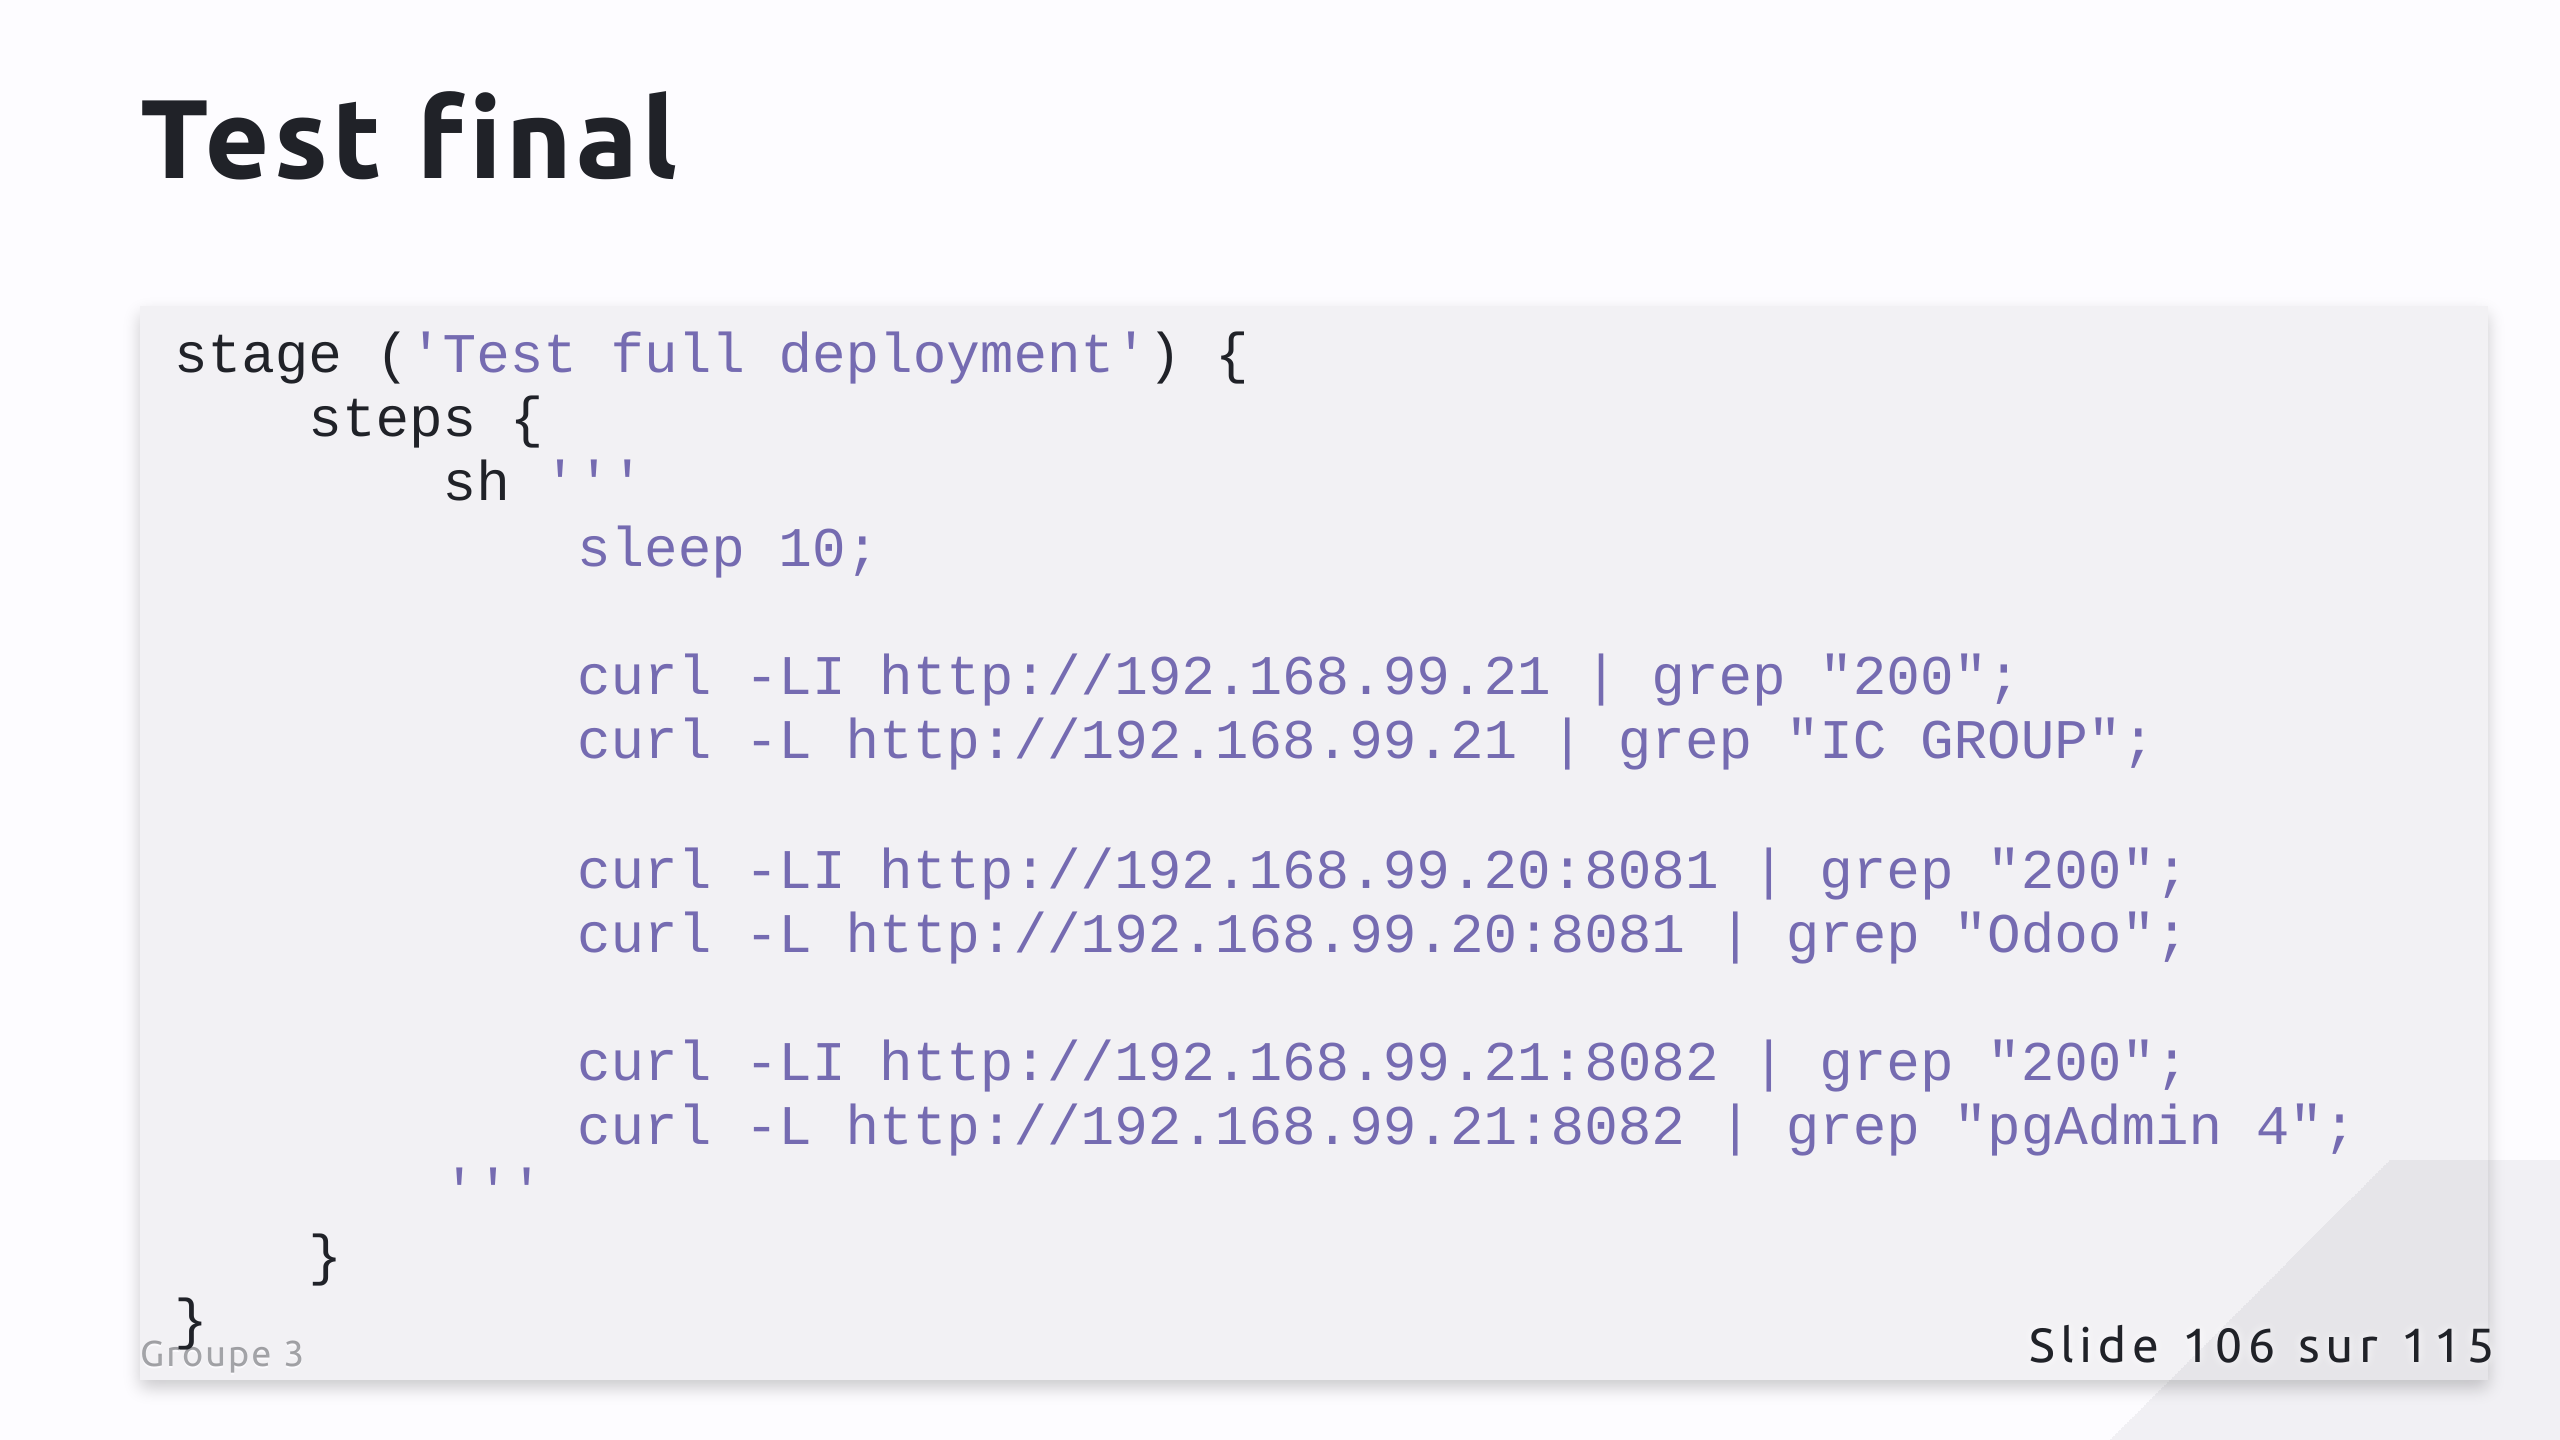 Test final
stage ('Test full deployment') {
    steps {
        sh '''
            sleep 10;

            curl -LI http://192.168.99.21 | grep "200";
            curl -L http://192.168.99.21 | grep "IC GROUP";

            curl -LI http://192.168.99.20:8081 | grep "200";
            curl -L http://192.168.99.20:8081 | grep "Odoo";

            curl -LI http://192.168.99.21:8082 | grep "200";
            curl -L http://192.168.99.21:8082 | grep "pgAdmin 4";
        '''
    }
}
Groupe 3
Slide 106 sur 115